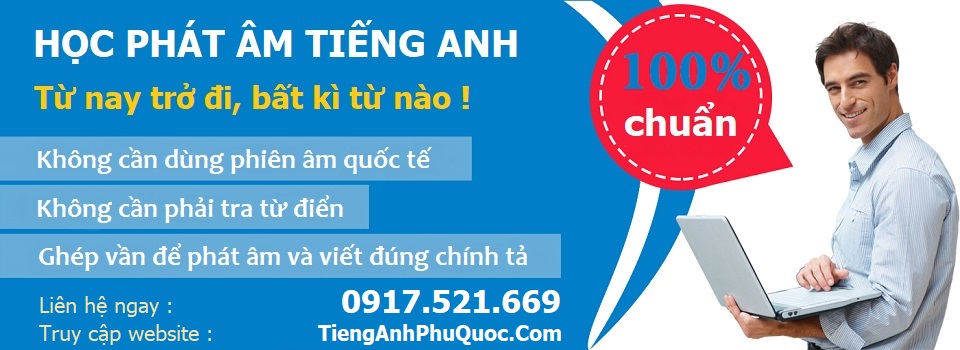 HỌC PHÁT ÂM TIẾNG ANH
Từ nay trở đi, bất kì từ nào !
100%
chuẩn
Không cần dùng phiên âm quốc tế
Không cần phải tra từ điển
Ghép vần để phát âm và viết đúng chính tả
Liên hệ ngay : 0917.521.669
Truy cập website : TiengAnhPhuQuoc.Com